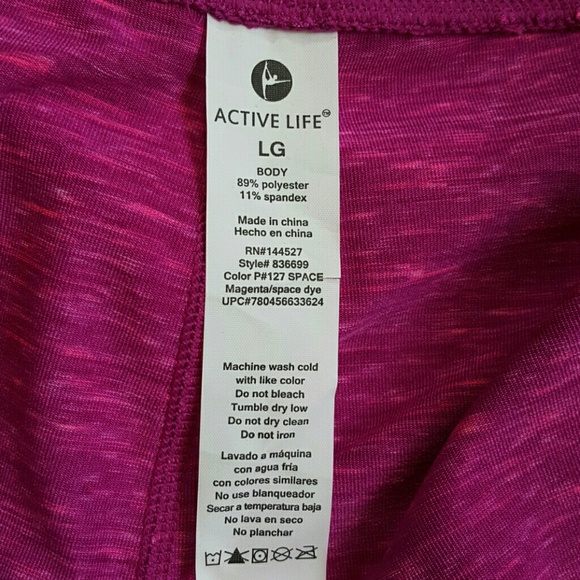 ACTIVE LIFE™
LG
BODY
89% polyester
11% spandex
Made in china
Hecho en china
RN#144527
Style# 836699
Color P#127 SPACE
Magenta/space dye
UPC#780456633624
Machine wash cold
with like color
Do not bleach
Tumble dry low
Do not dry clean
Do not iron
Lavado a máquina
con agua fría
con colores similares
No use blanqueador
Secar a temperatura baja
No lava en seco
No planchar